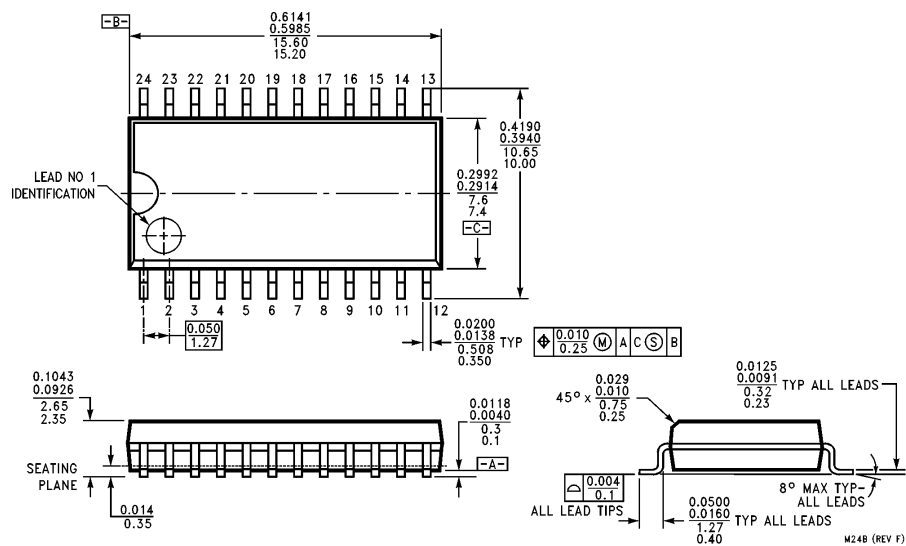 -B-
0.6141
0.5985
15.60
15.20
24 23 22 21 20 19 18 17 16 15 14 13
LEAD NO 1
IDENTIFICATION
0.2992
0.2914
7.6
7.4
-C-
0.4190
0.3940
10.65
10.00
1 2 3 4 5 6 7 8 9 10 11 12
0.050
1.27
0.0200
0.0138
0.508
0.350
TYP
0.010
0.25
M A C S B
0.1043
0.0926
2.65
2.35
0.0118
0.0040
0.3
0.1
-A-
SEATING
PLANE
0.014
0.35
45° x
0.029
0.010
0.75
0.25
0.0125
0.0091
0.32
0.23
TYP ALL LEADS
0.004
0.1
ALL LEAD TIPS
0.0500
0.0160
1.27
0.40
TYP ALL LEADS
8° MAX TYP-
ALL LEADS
M24B (REV F)